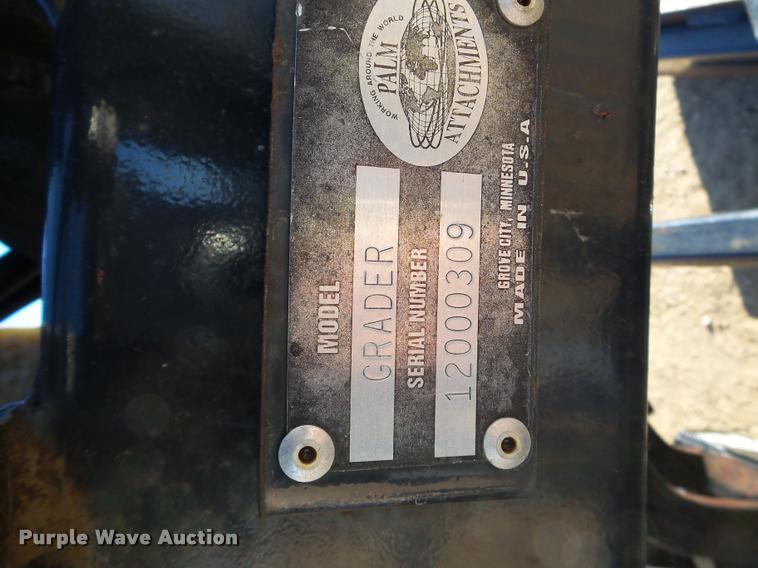 WORKING AROUND THE WORLD
PALM
ATTACHMENTS
MODEL
GRADER
SERIAL NUMBER
12000309
GROVE CITY, MINNESOTA
MADE IN U.S.A
Purple Wave Auction